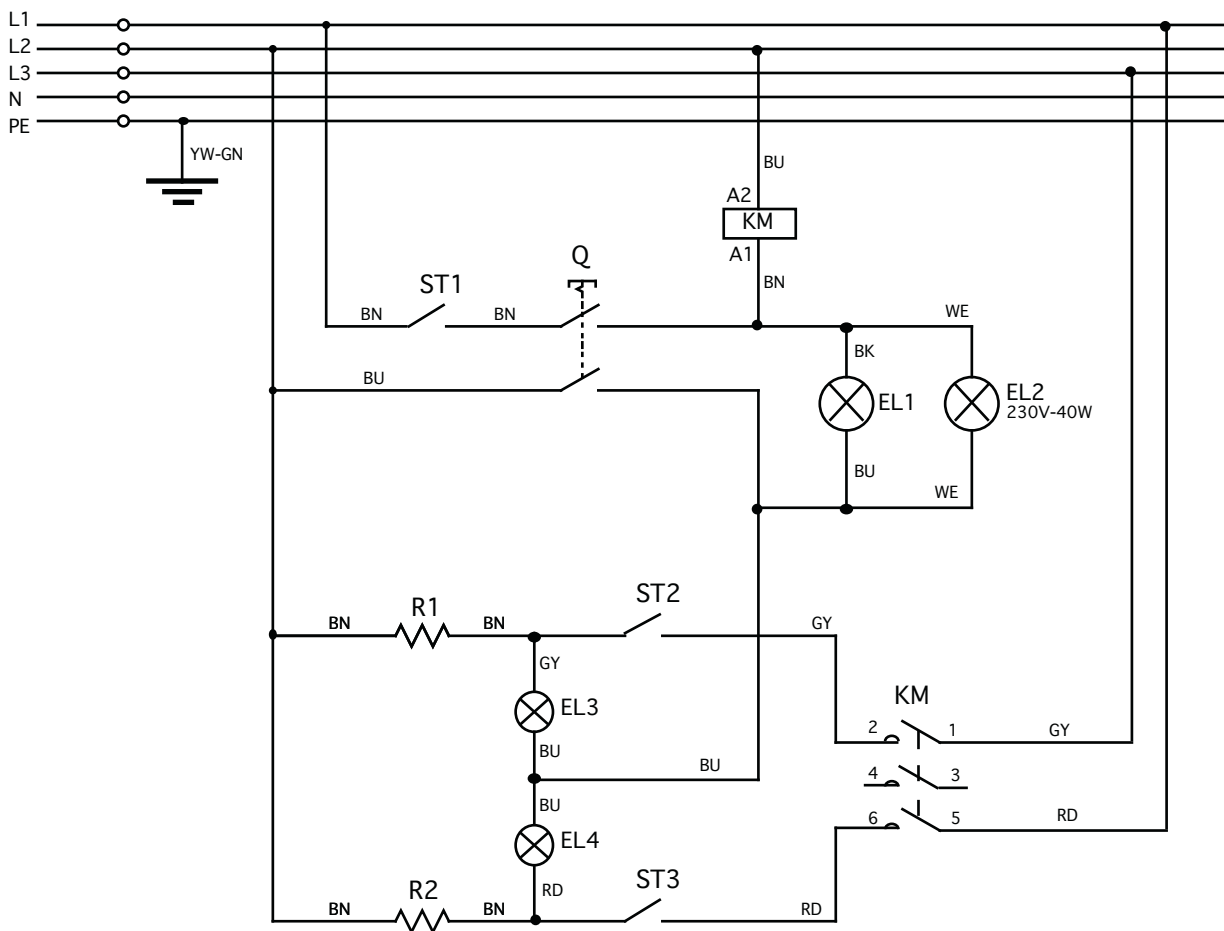 L1
L2
L3
N
PE
YW-GN
BU
A2
KM
A1
BN
Q
ST1
BN
BN
WE
BK
BU
EL1
EL2
230V-40W
BU
WE
R1
ST2
BN
BN
GY
GY
EL3
KM
2
1
GY
BU
BU
4
3
BU
6
5
RD
EL4
R2
RD
ST3
BN
BN
RD